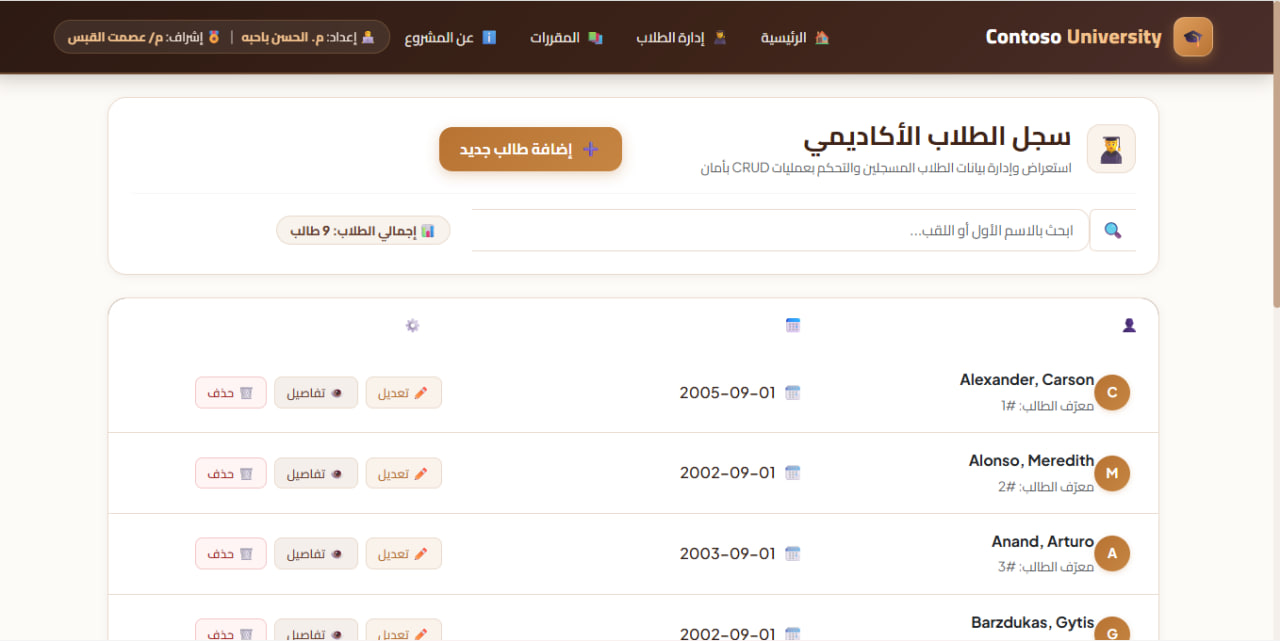 Contoso University
الرئيسية
إدارة الطلاب
المقررات
عن المشروع
إعداد: م. الحسن باحبه | إشراف: م/ عصمت القبس
سجل الطلاب الأكاديمي
استعراض وإدارة بيانات الطلاب المسجلين والتحكم بعمليات CRUD بأمان
إضافة طالب جديد
ابحث بالاسم الأول أو اللقب...
إجمالي الطلاب: 9 طالب
C
Alexander, Carson
معرّف الطالب: #1
2005-09-01
تعديل
تفاصيل
حذف
M
Alonso, Meredith
معرّف الطالب: #2
2002-09-01
تعديل
تفاصيل
حذف
A
Anand, Arturo
معرّف الطالب: #3
2003-09-01
تعديل
تفاصيل
حذف
G
Barzdukas, Gytis
2002-09-01
تعديل
تفاصيل
حذف